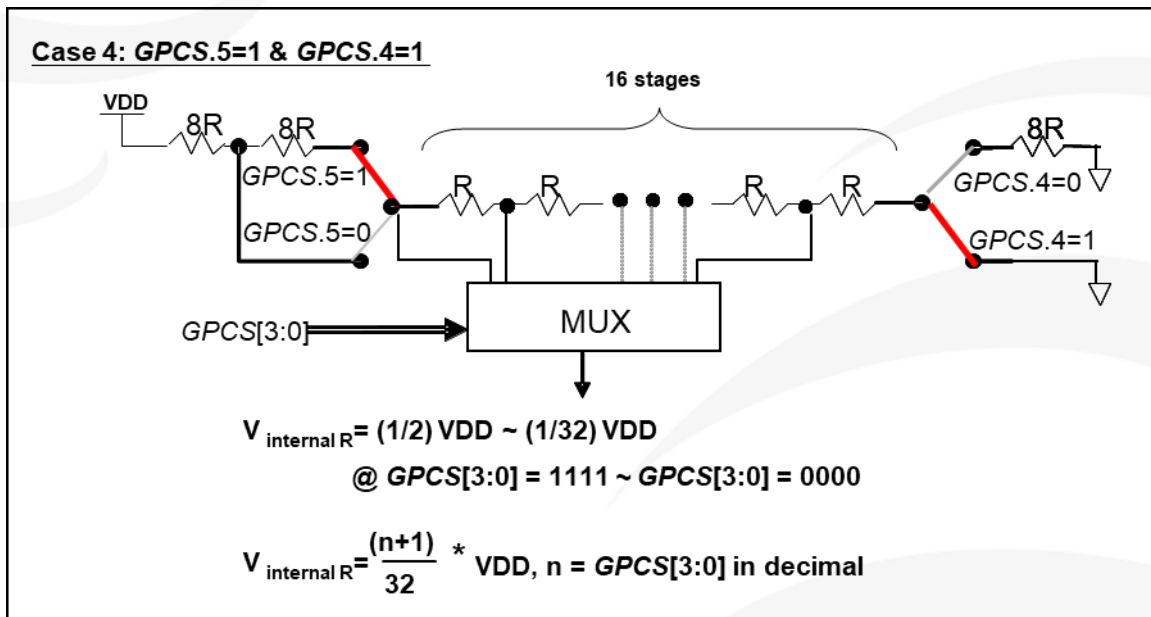 Case 4: GPCS.5=1 & GPCS.4=1
16 stages
VDD
8R
8R
8R
GPCS.5=1
GPCS.4=0
R
R
R
R
GPCS.5=0
GPCS.4=1
MUX
GPCS[3:0]
V internal R= (1/2) VDD ~ (1/32) VDD
@ GPCS[3:0] = 1111 ~ GPCS[3:0] = 0000
V internal R= (n+1)/32 * VDD, n = GPCS[3:0] in decimal